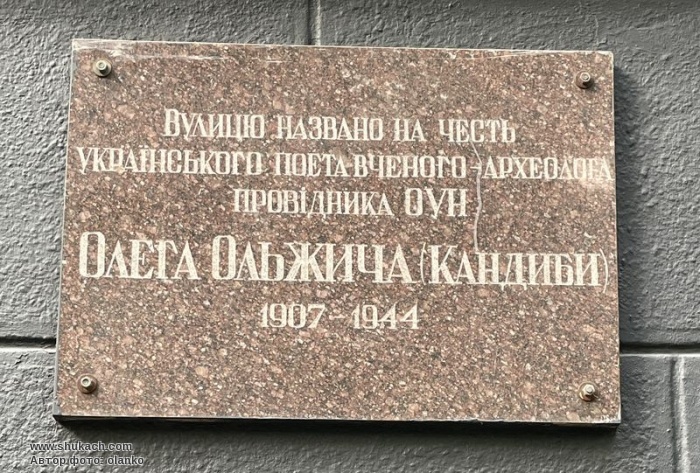 Вулицю названо на честь
українського поета вченого-археолога
провідника ОУН
Олега Ольжича (Кандиби)
1907-1944
www.shukach.com
Автор фото: olanko